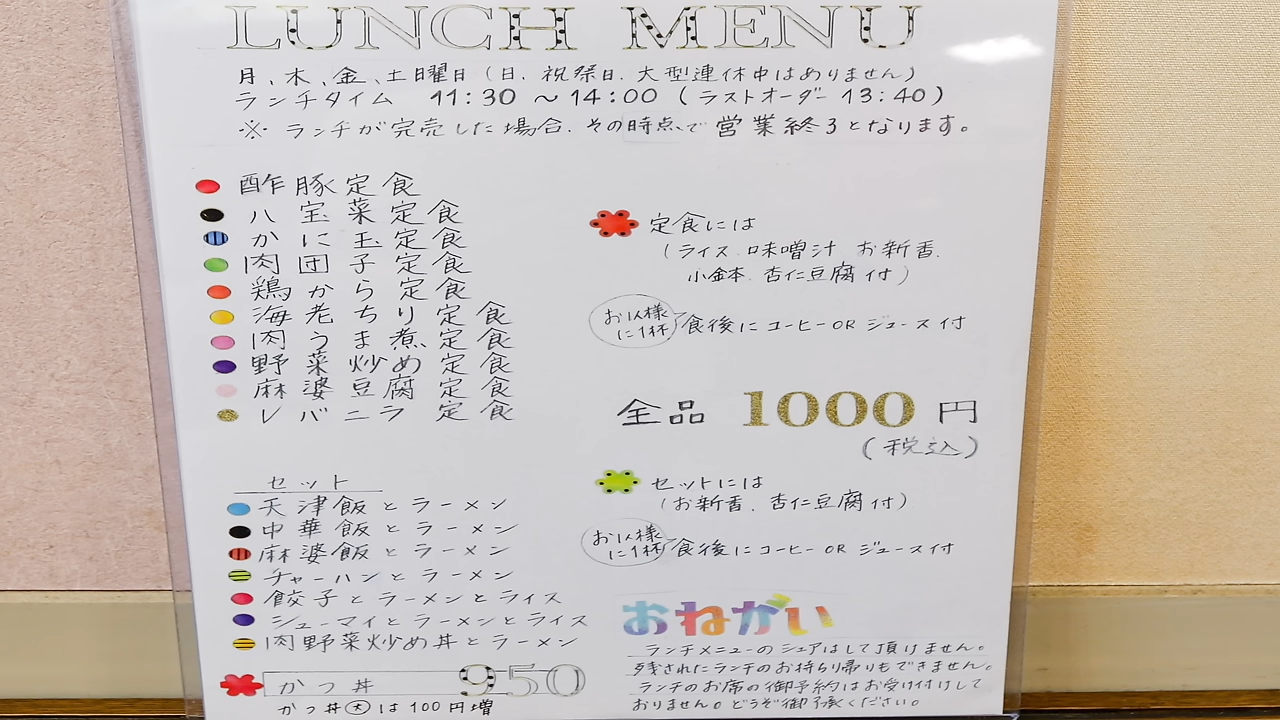 LUNCH MENU
月 木 金 土曜日 日. 祝祭日 大型連休中はありません)
ランチタイム 11:30 ～14:00 (ラストオーダー 13:40)
※ ランチが完売した場合. その時点で営業終了となります。
酢豚定食
八宝菜定食
かに玉定食
肉団子定食
鶏から定食
海老ちり定食
肉うま煮定食
野菜炒め定食
麻婆豆腐定食
レバニラ定食
定食には
(ライス. 味噌汁 お新香.
小鉢. 杏仁豆腐付)
お1人様
に1杯
食後にコーヒーORジュース付
全品 1000円
(税込)
セット
天津飯とラーメン
中華飯とラーメン
麻婆飯とラーメン
チャーハンとラーメン
餃子とラーメンとライス
シューマイとラーメンとライス
肉野菜炒め丼とラーメン
かつ丼 950
かつ丼大は100円増
セットには
(お新香. 杏仁豆腐付)
お1人様
に1杯
食後にコーヒーORジュース付
おねがい
ランチメニューのシェアはして頂けません。
残されたランチのお持ち帰りもできません。
ランチのお席の御予約はお受け付けして
おりません。どうぞ御了承ください。